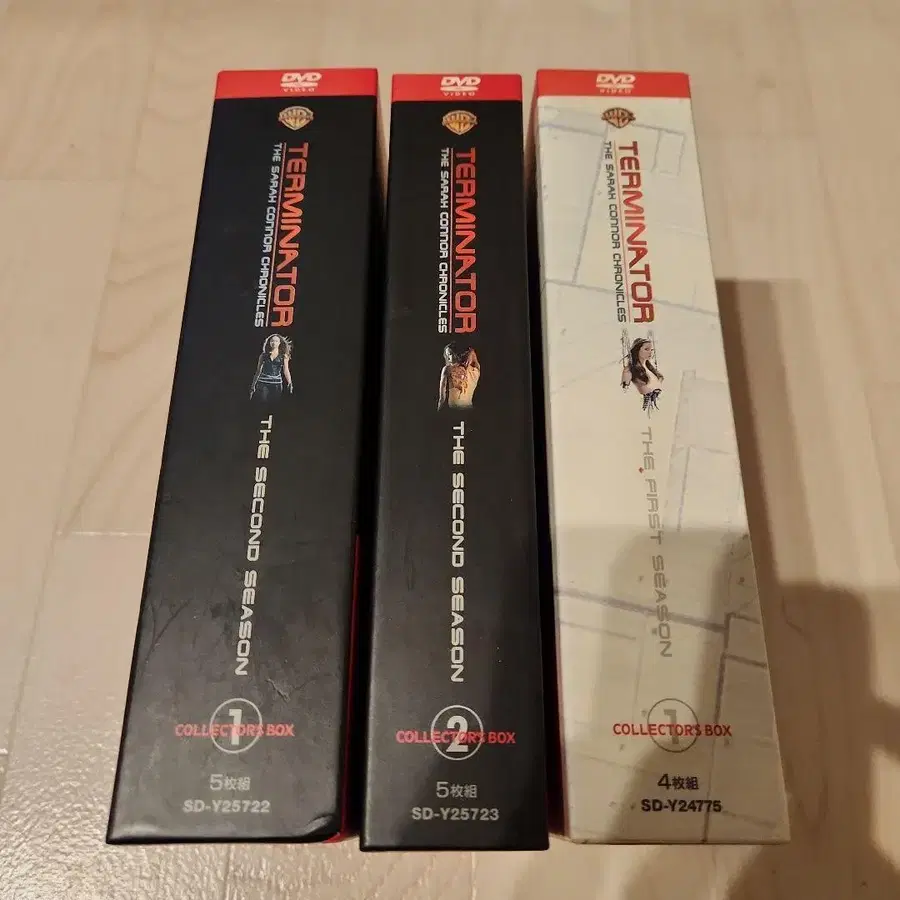 DVD
VIDEO
TERMINATOR
THE SARAH CONNOR CHRONICLES
THE SECOND SEASON
1
COLLECTOR'S BOX
5枚組
SD-Y25722
DVD
VIDEO
TERMINATOR
THE SARAH CONNOR CHRONICLES
THE SECOND SEASON
2
COLLECTOR'S BOX
5枚組
SD-Y25723
DVD
VIDEO
TERMINATOR
THE SARAH CONNOR CHRONICLES
THE FIRST SEASON
1
COLLECTOR'S BOX
4枚組
SD-Y24775